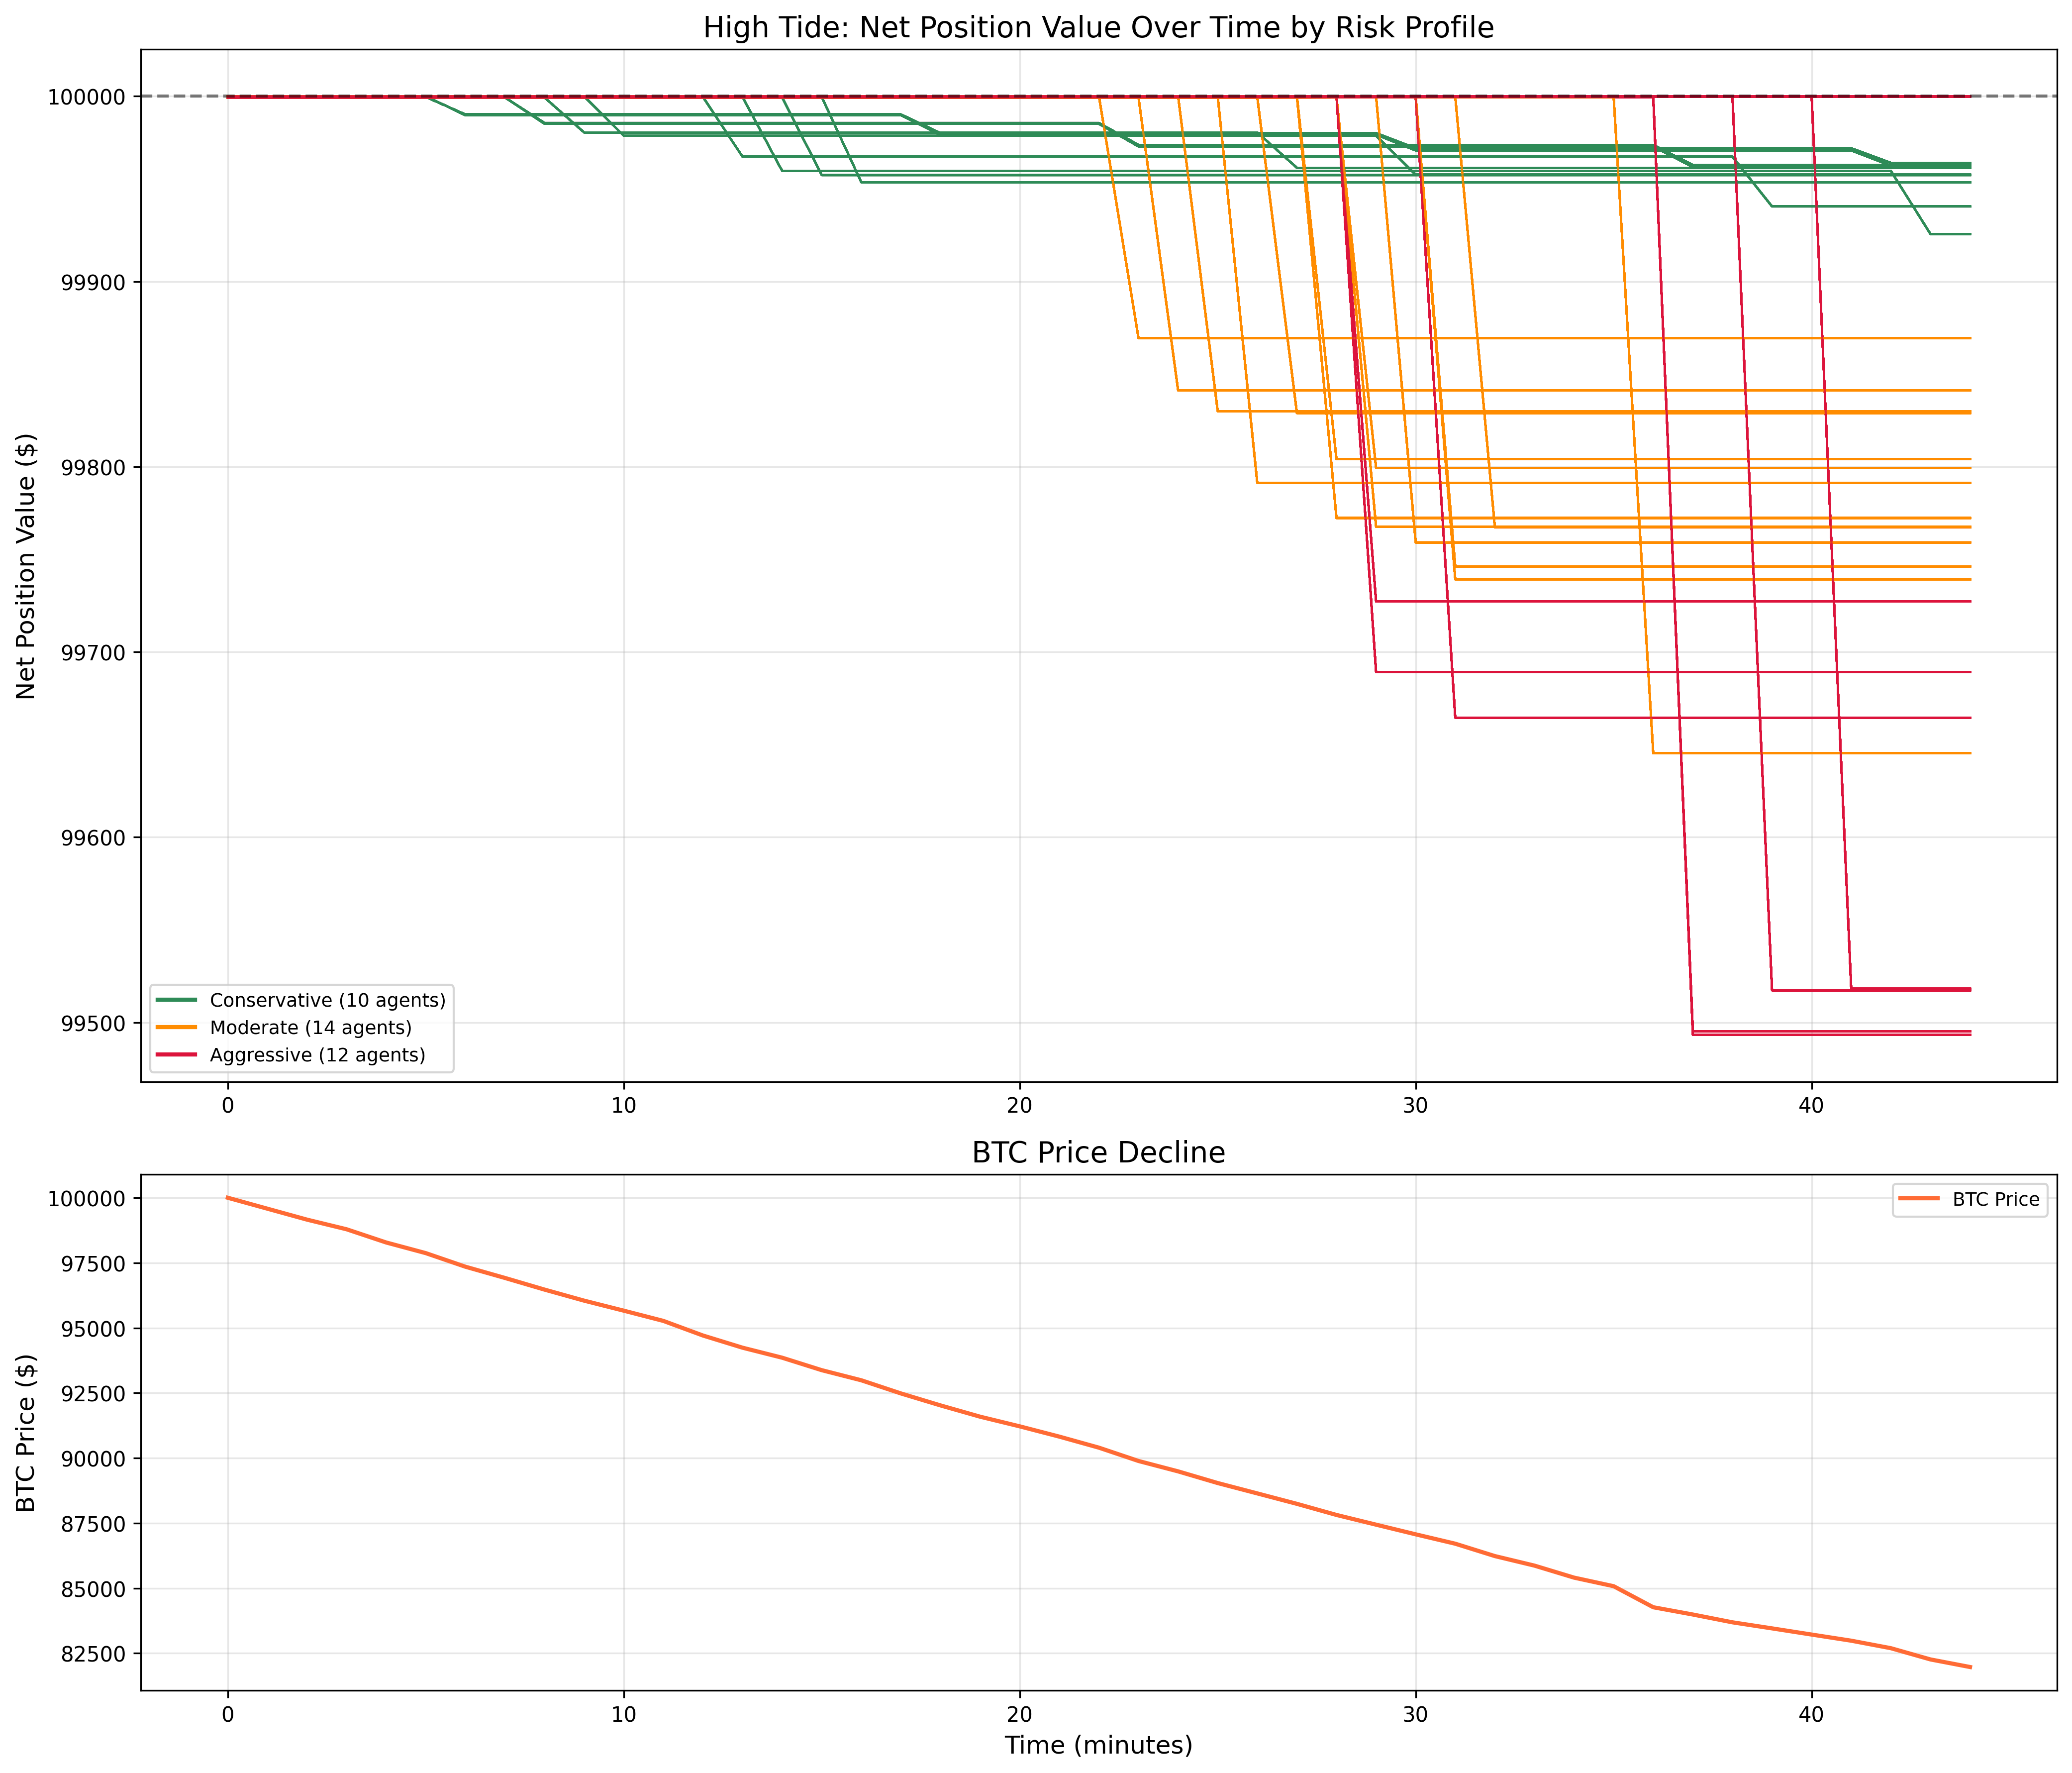 High Tide: Net Position Value Over Time by Risk Profile
Net Position Value ($)
100000
99900
99800
99700
99600
99500
Conservative (10 agents)
Moderate (14 agents)
Aggressive (12 agents)
0 10 20 30 40
BTC Price Decline
BTC Price ($)
100000
97500
95000
92500
90000
87500
85000
82500
BTC Price
0 10 20 30 40
Time (minutes)